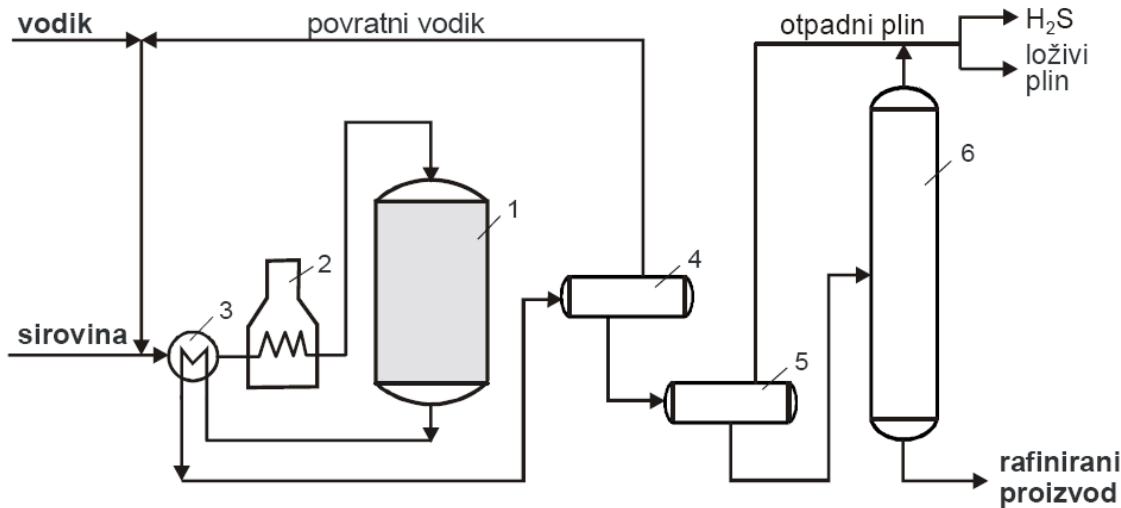 vodik
povratni vodik
otpadni plin
H₂S
loživi
plin
1
2
3
4
5
6
sirovina
rafinirani
proizvod